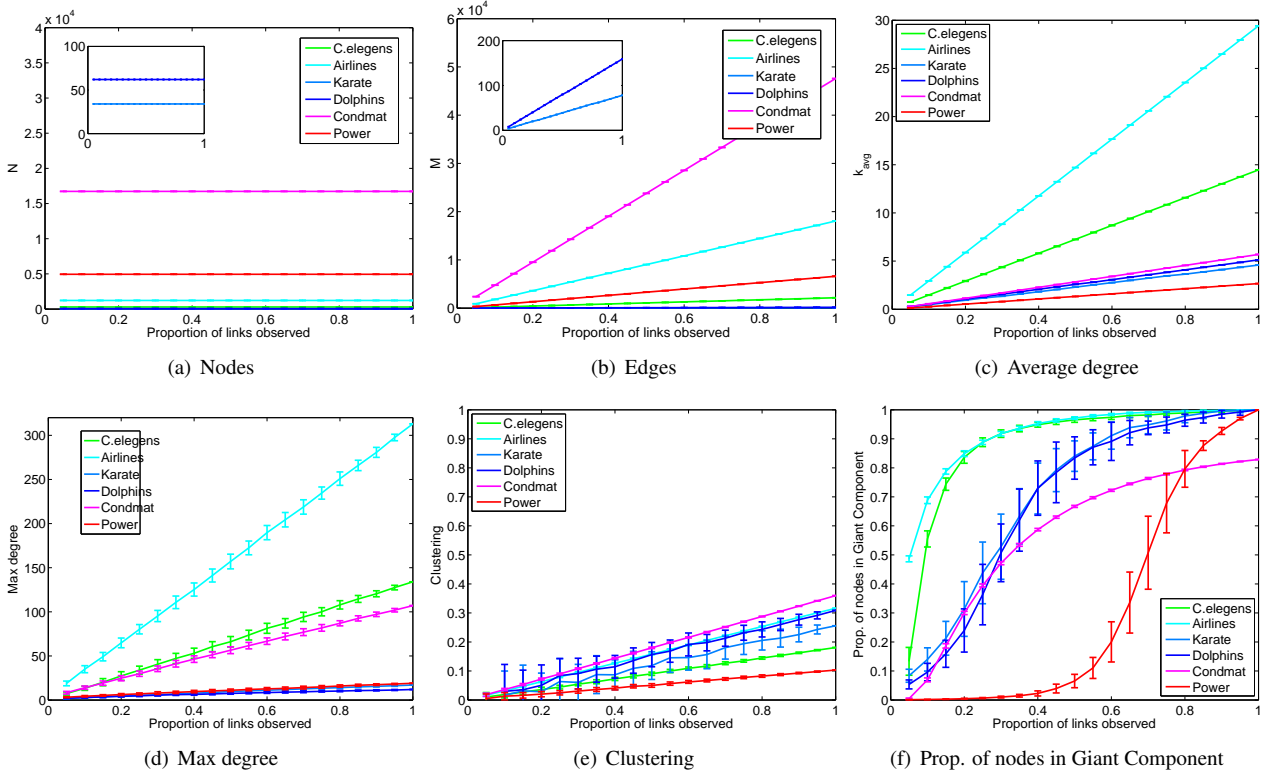 x 10^4
4
3.5
3
2.5
2
1.5
1
0.5
0
N
100
50
0
0 1
C.elegens
Airlines
Karate
Dolphins
Condmat
Power
0 0.2 0.4 0.6 0.8 1
Proportion of links observed
(a) Nodes
x 10^4
6
5
4
3
2
1
0
M
200
100
0
0 1
C.elegens
Airlines
Karate
Dolphins
Condmat
Power
0 0.2 0.4 0.6 0.8 1
Proportion of links observed
(b) Edges
30
25
20
15
10
5
0
k_avg
C.elegens
Airlines
Karate
Dolphins
Condmat
Power
0 0.2 0.4 0.6 0.8 1
Proportion of links observed
(c) Average degree
300
250
200
150
100
50
0
Max degree
C.elegens
Airlines
Karate
Dolphins
Condmat
Power
0 0.2 0.4 0.6 0.8 1
Proportion of links observed
(d) Max degree
1
0.9
0.8
0.7
0.6
0.5
0.4
0.3
0.2
0.1
0
Clustering
C.elegens
Airlines
Karate
Dolphins
Condmat
Power
0 0.2 0.4 0.6 0.8 1
Proportion of links observed
(e) Clustering
1
0.9
0.8
0.7
0.6
0.5
0.4
0.3
0.2
0.1
0
Prop. of nodes in Giant Component
C.elegens
Airlines
Karate
Dolphins
Condmat
Power
0 0.2 0.4 0.6 0.8 1
Proportion of links observed
(f) Prop. of nodes in Giant Component